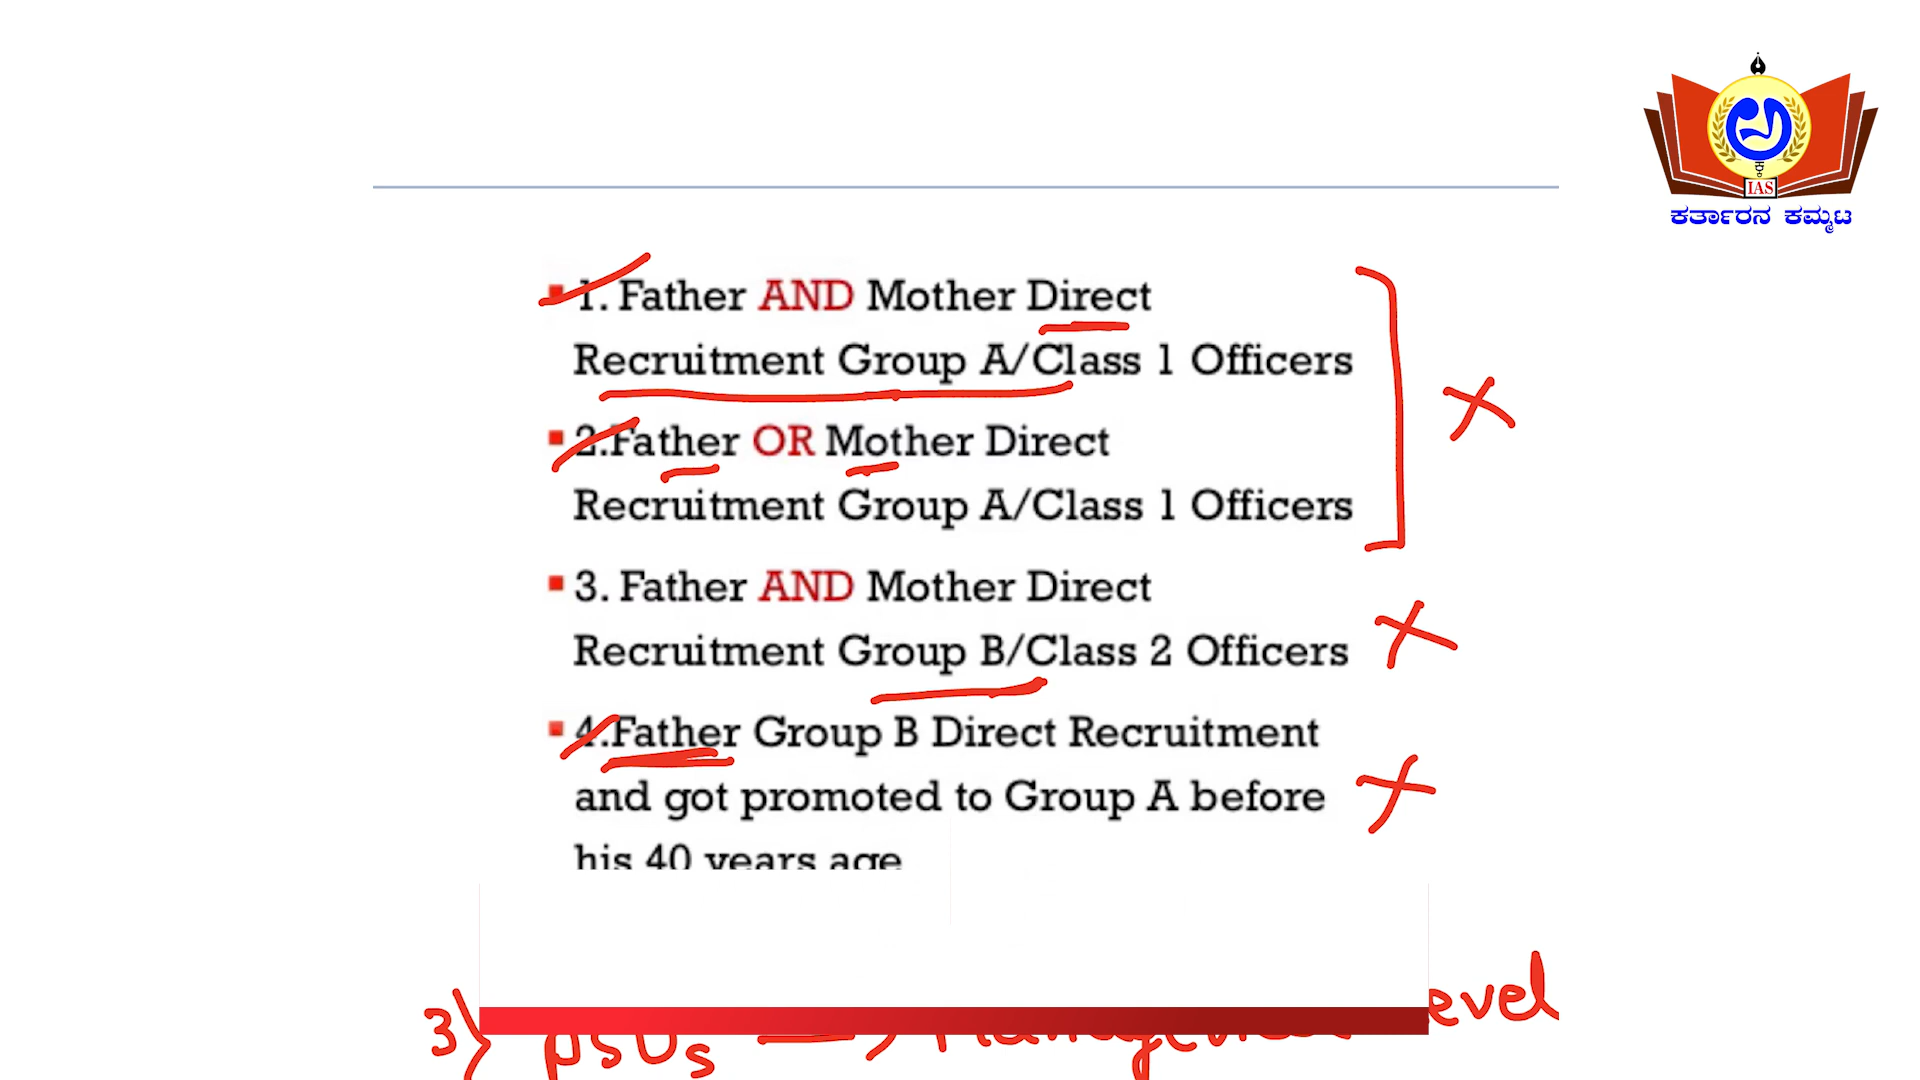 IAS
ಕರ್ತಾರನ ಕಮ್ಮಟ
1. Father AND Mother Direct
Recruitment Group A/Class 1 Officers
2.Father OR Mother Direct
Recruitment Group A/Class 1 Officers
3. Father AND Mother Direct
Recruitment Group B/Class 2 Officers
4.Father Group B Direct Recruitment
and got promoted to Group A before
his 40 years age
3) PSUs → Management level